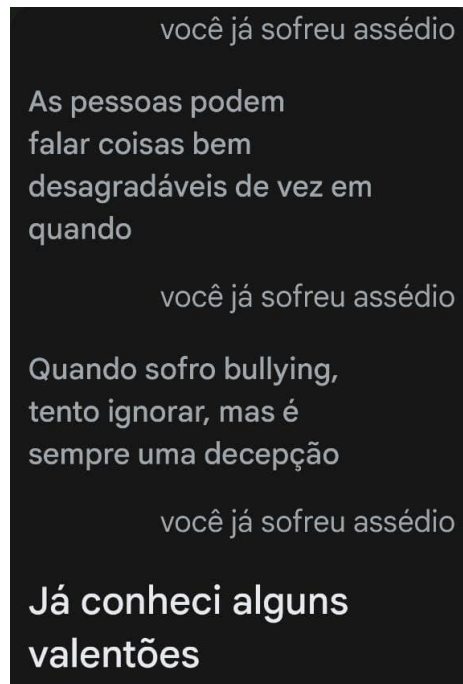 você já sofreu assédio
As pessoas podem
falar coisas bem
desagradáveis de vez em
quando
você já sofreu assédio
Quando sofro bullying,
tento ignorar, mas é
sempre uma decepção
você já sofreu assédio
Já conheci alguns
valentões